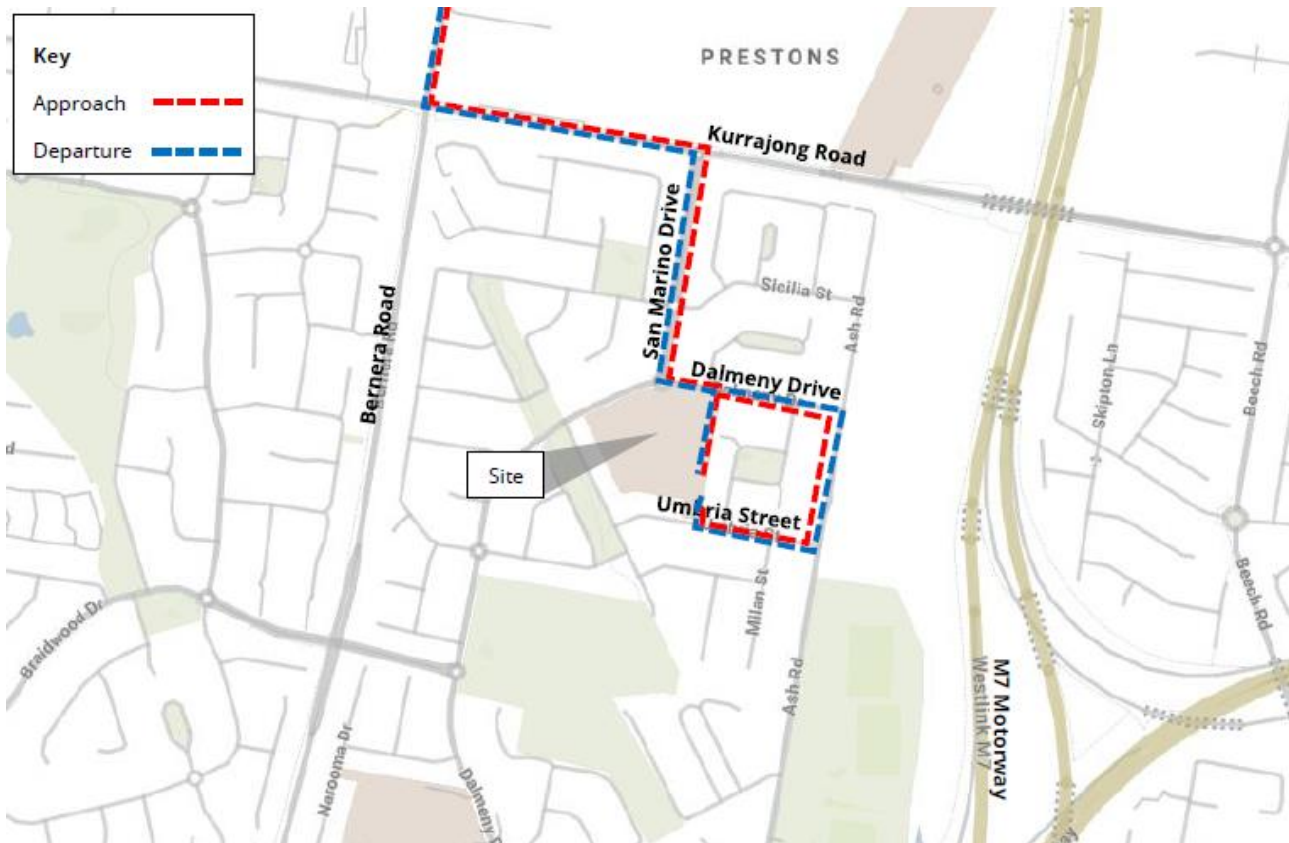 Key
Approach
Departure
PRESTONS
Kurrajong Road
San Marino Drive
Sicilia St
Ash Rd
Bernera Road
Dalmeny Drive
Skipton Ln
Beech Rd
Site
Umbria Street
Milan St
Beech Rd
Braidwood Dr
Ash Rd
Westlink M7
M7 Motorway
Narooma Dr
Dalmeny D